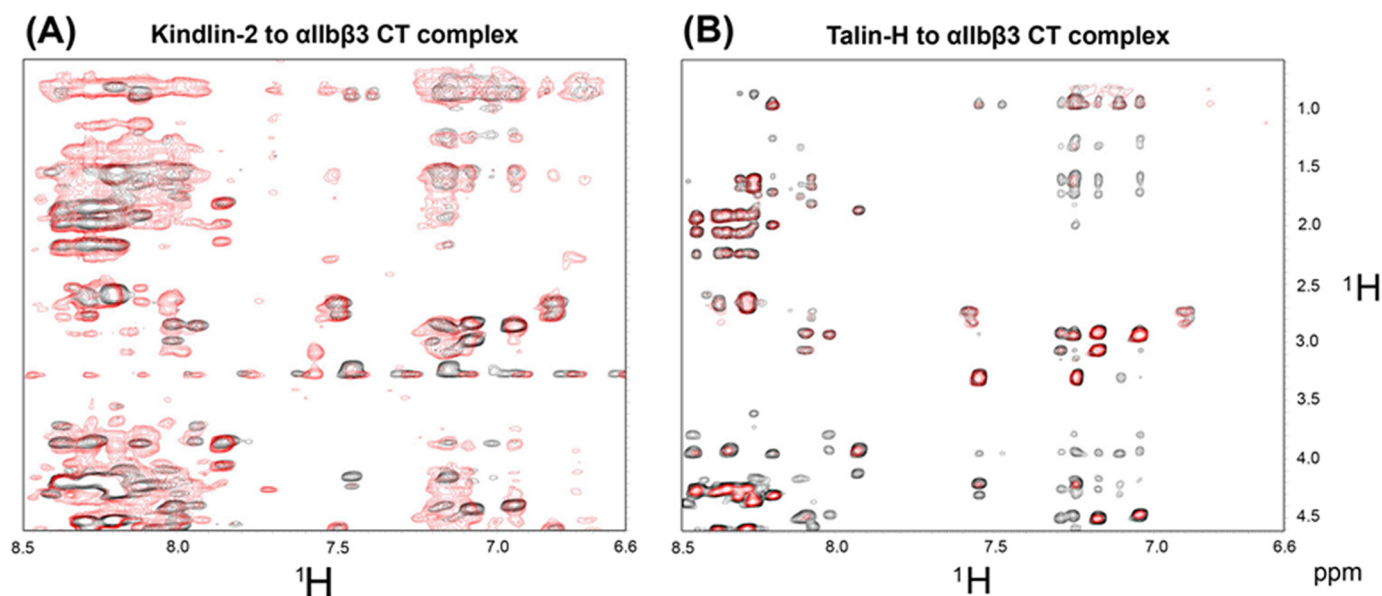 (A) Kindlin-2 to αIIbβ3 CT complex
(B) Talin-H to αIIbβ3 CT complex
1.0
1.5
2.0
2.5
¹H
3.0
3.5
4.0
4.5
8.5 8.0 7.5 7.0 6.6
8.5 8.0 7.5 7.0 6.6
¹H
¹H
ppm